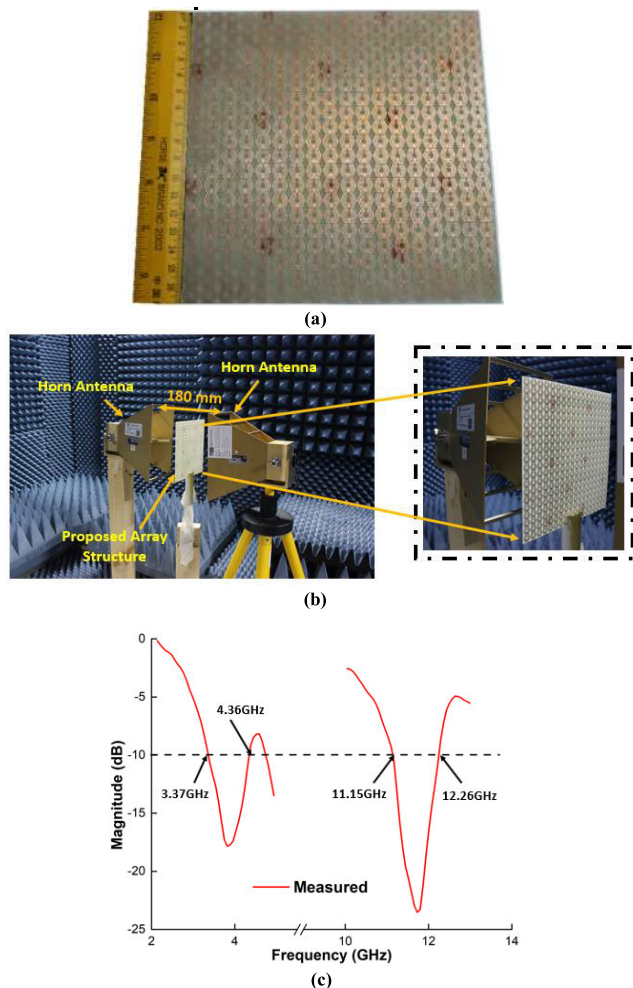 (a)
Horn Antenna
Horn Antenna
180 mm
Proposed Array
Structure
(b)
0
-5
-10
-15
-20
-25
Magnitude (dB)
4.36GHz
3.37GHz
11.15GHz
12.26GHz
Measured
2
4
10
12
14
Frequency (GHz)
(c)